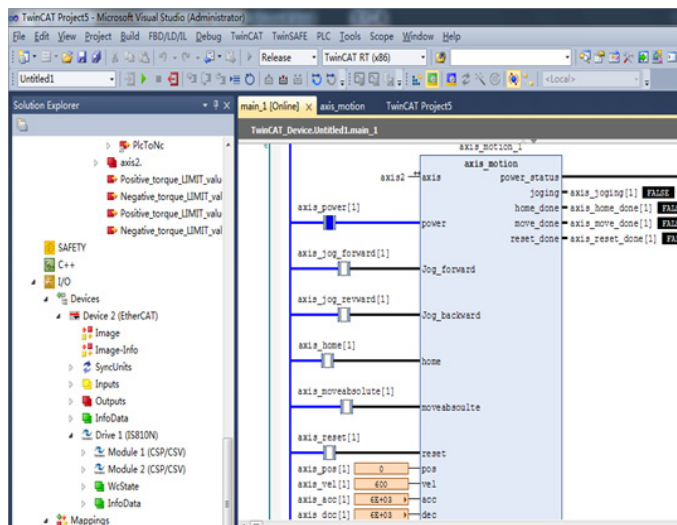 TwinCAT Project5 - Microsoft Visual Studio (Administrator)
File Edit View Project Build FBD/LD/IL Debug TwinCAT TwinSAFE PLC Tools Scope Window Help
Release TwinCAT RT (x86)
Untitled1 <Local>
Solution Explorer
main_1 [Online] axis_motion TwinCAT Project5
TwinCAT_Device.Untitled1.main_1
PlcToNc
axis2.
Positive_torque_LIMIT_valu
Negative_torque_LIMIT_val
Positive_torque_LIMIT_valu
Negative_torque_LIMIT_val
SAFETY
C++
I/O
Devices
Device 2 (EtherCAT)
Image
Image-Info
SyncUnits
Inputs
Outputs
InfoData
Drive 1 (IS810N)
Module 1 (CSP/CSV)
Module 2 (CSP/CSV)
WcState
InfoData
Mappings
axis_motion_1
axis_motion
axis2 axis power_status
joging axis_joging[1] FALSE
axis_power[1] home_done axis_home_done[1] FALS
power move_done axis_move_done[1] FALS
reset_done axis_reset_done[1] FA
axis_jog_forward[1]
Jog_forward
axis_jog_revward[1]
Jog_backward
axis_home[1]
home
axis_moveabsolute[1]
moveabsoulte
axis_reset[1]
reset
axis_pos[1] 0 pos
axis_vel[1] 600 vel
axis_acc[1] 6E+03 acc
axis_dec[1] 6E+03 dec